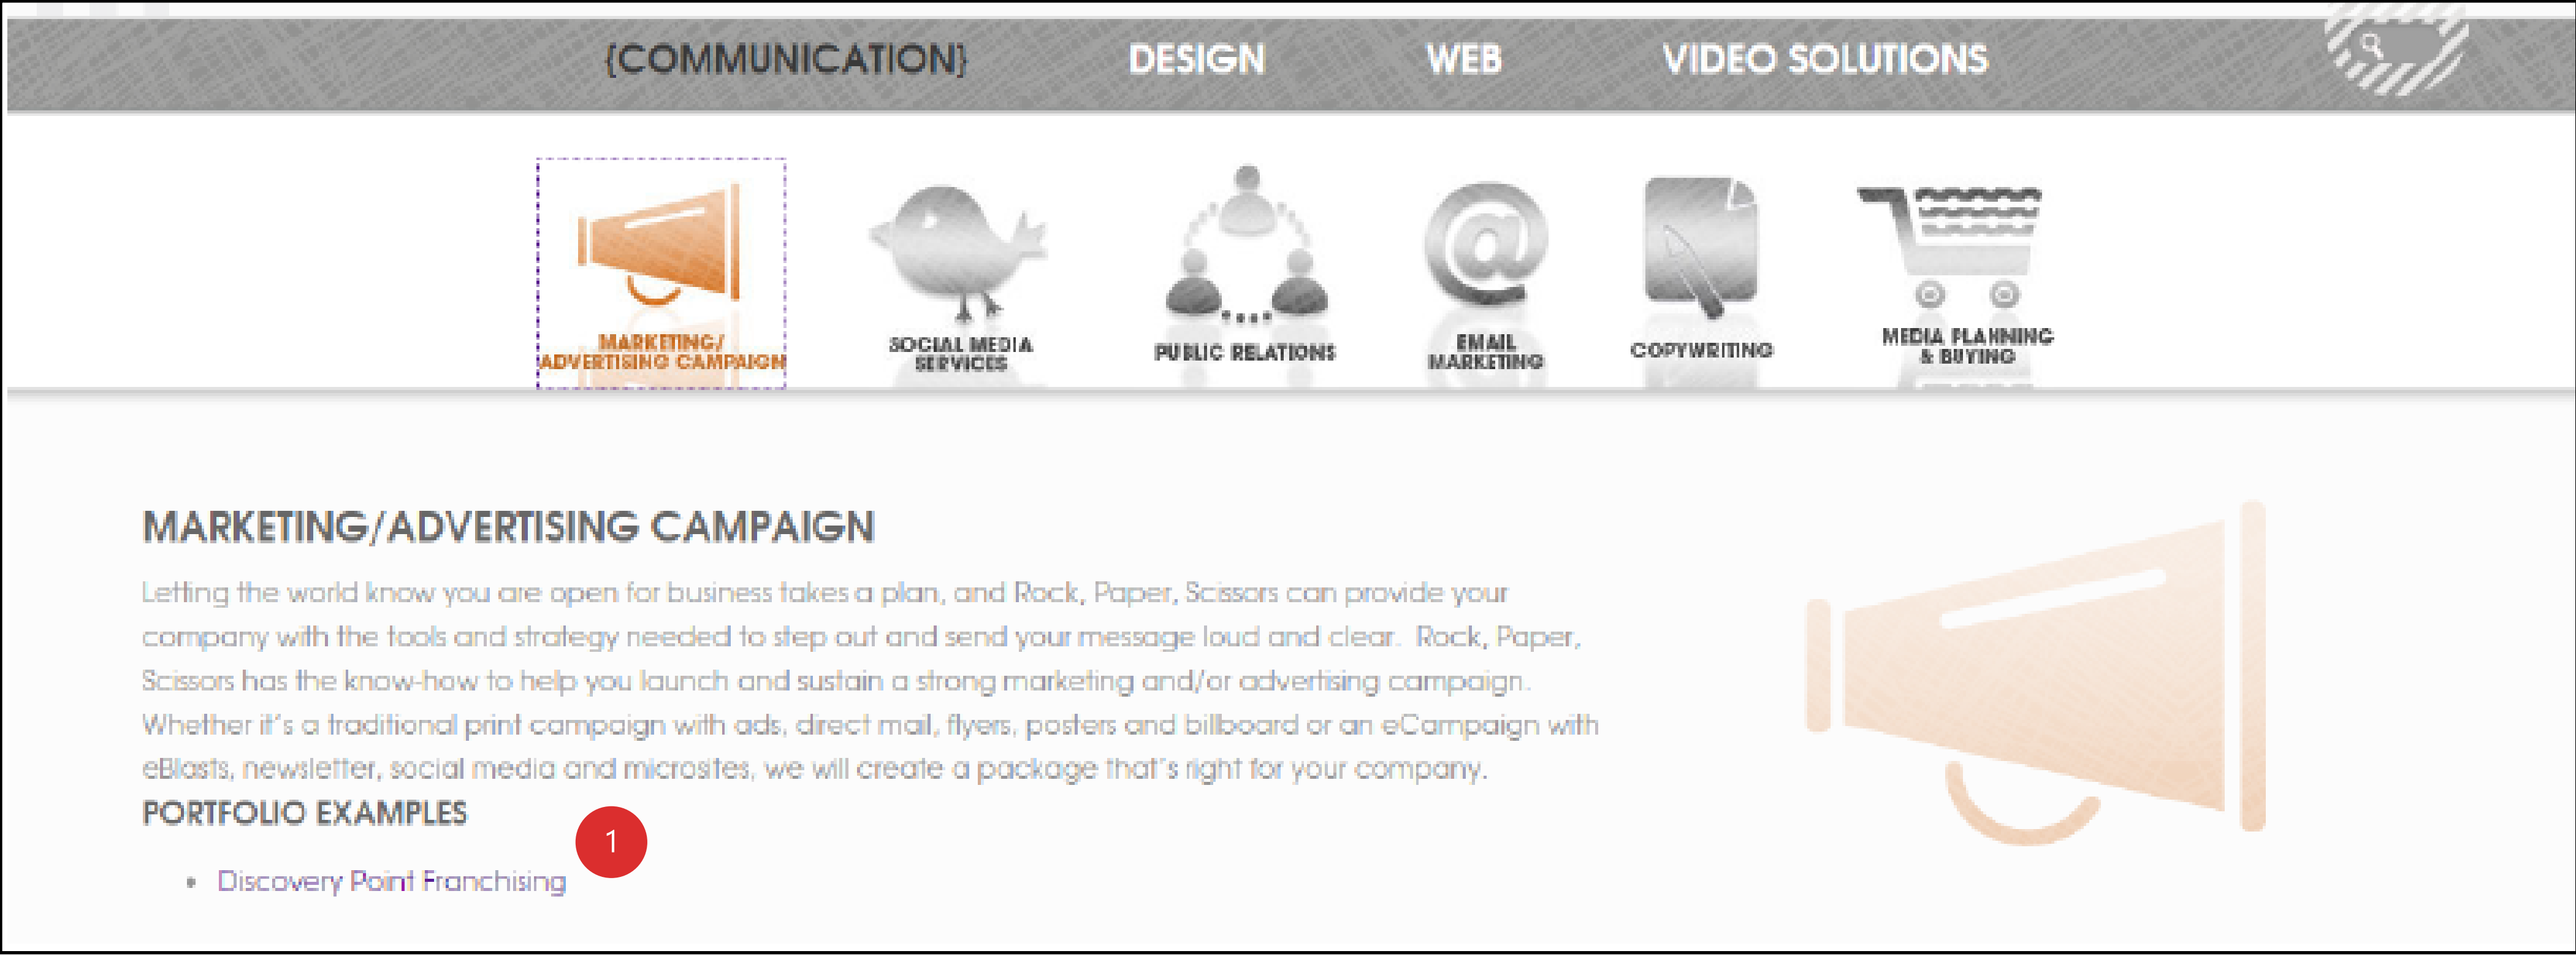 {COMMUNICATION} DESIGN WEB VIDEO SOLUTIONS
MARKETING/
ADVERTISING CAMPAIGN
SOCIAL MEDIA
SERVICES
PUBLIC RELATIONS
EMAIL
MARKETING
COPYWRITING
MEDIA PLANNING
& BUYING
MARKETING/ADVERTISING CAMPAIGN
Letting the world know you are open for business takes a plan, and Rock, Paper, Scissors can provide your
company with the tools and strategy needed to step out and send your message loud and clear. Rock, Paper,
Scissors has the know-how to help you launch and sustain a strong marketing and/or advertising campaign.
Whether it's a traditional print campaign with ads, direct mail, flyers, posters and billboard or an eCampaign with
eBlasts, newsletter, social media and microsites, we will create a package that's right for your company.
PORTFOLIO EXAMPLES
1
• Discovery Point Franchising